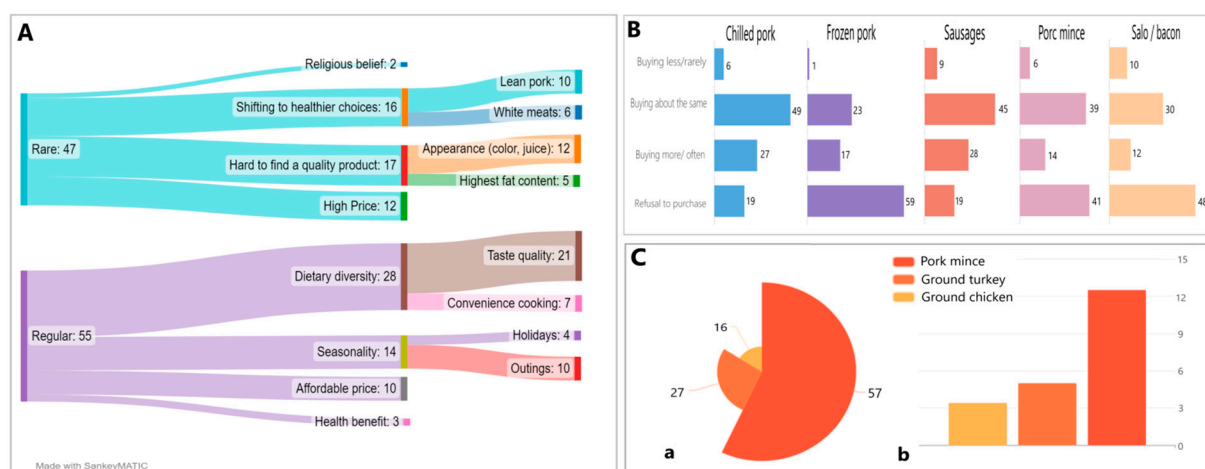 A
Religious belief: 2
Lean pork: 10
Shifting to healthier choices: 16
White meats: 6
Rare: 47
Appearance (color, juice): 12
Hard to find a quality product: 17
Highest fat content: 5
High Price: 12
Taste quality: 21
Dietary diversity: 28
Convenience cooking: 7
Regular: 55
Holidays: 4
Seasonality: 14
Outings: 10
Affordable price: 10
Health benefit: 3
Made with SankeyMATIC
B
Chilled pork Frozen pork Sausages Porc mince Salo / bacon
Buying less/rarely 6 1 9 6 10
Buying about the same 49 23 45 39 30
Buying more/ often 27 17 28 14 12
Refusal to purchase 19 59 19 41 48
C
Pork mince
Ground turkey
Ground chicken
16
27
57
a
15
12
9
6
3
0
b